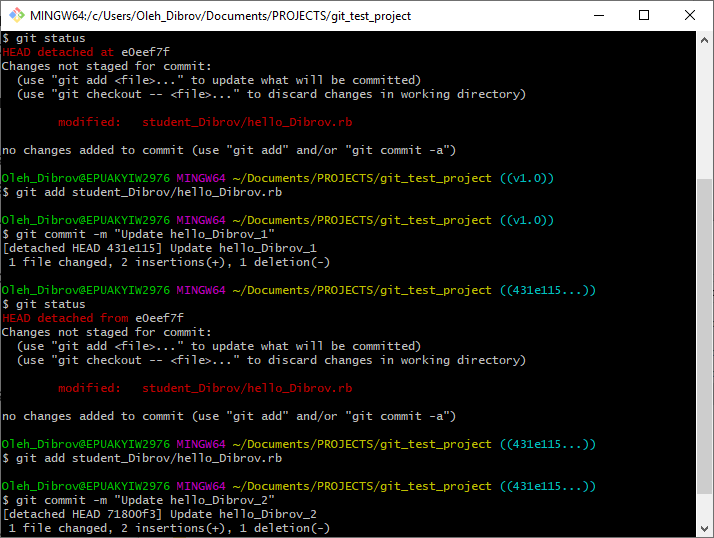 MINGW64:/c/Users/Oleh_Dibrov/Documents/PROJECTS/git_test_project
$ git status
HEAD detached at e0eef7f
Changes not staged for commit:
  (use "git add <file>..." to update what will be committed)
  (use "git checkout -- <file>..." to discard changes in working directory)
        modified:   student_Dibrov/hello_Dibrov.rb
no changes added to commit (use "git add" and/or "git commit -a")
Oleh_Dibrov@EPUAKYIW2976 MINGW64 ~/Documents/PROJECTS/git_test_project ((v1.0))
$ git add student_Dibrov/hello_Dibrov.rb
Oleh_Dibrov@EPUAKYIW2976 MINGW64 ~/Documents/PROJECTS/git_test_project ((v1.0))
$ git commit -m "Update hello_Dibrov_1"
[detached HEAD 431e115] Update hello_Dibrov_1
 1 file changed, 2 insertions(+), 1 deletion(-)
Oleh_Dibrov@EPUAKYIW2976 MINGW64 ~/Documents/PROJECTS/git_test_project ((431e115...))
$ git status
HEAD detached from e0eef7f
Changes not staged for commit:
  (use "git add <file>..." to update what will be committed)
  (use "git checkout -- <file>..." to discard changes in working directory)
        modified:   student_Dibrov/hello_Dibrov.rb
no changes added to commit (use "git add" and/or "git commit -a")
Oleh_Dibrov@EPUAKYIW2976 MINGW64 ~/Documents/PROJECTS/git_test_project ((431e115...))
$ git add student_Dibrov/hello_Dibrov.rb
Oleh_Dibrov@EPUAKYIW2976 MINGW64 ~/Documents/PROJECTS/git_test_project ((431e115...))
$ git commit -m "Update hello_Dibrov_2"
[detached HEAD 71800f3] Update hello_Dibrov_2
 1 file changed, 2 insertions(+), 1 deletion(-)